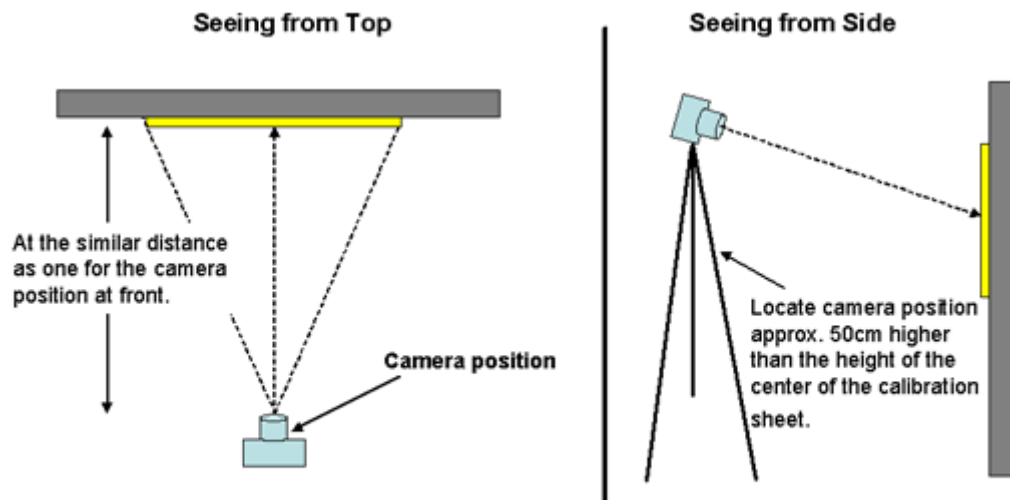 Seeing from Top
At the similar distance
as one for the camera
position at front.
Camera position
Seeing from Side
Locate camera position
approx. 50cm higher
than the height of the
center of the calibration
sheet.